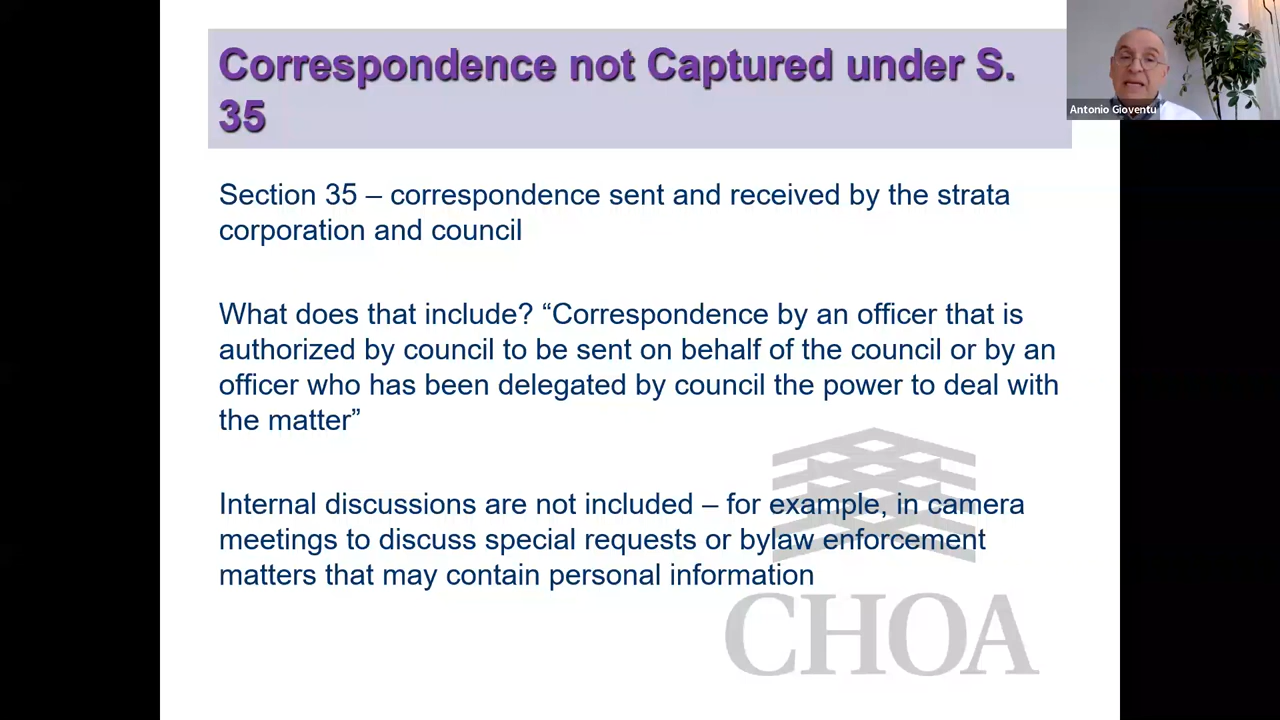 Correspondence not Captured under S.
35
Antonio Gioventu
Section 35 – correspondence sent and received by the strata
corporation and council
What does that include? “Correspondence by an officer that is
authorized by council to be sent on behalf of the council or by an
officer who has been delegated by council the power to deal with
the matter”
Internal discussions are not included – for example, in camera
meetings to discuss special requests or bylaw enforcement
matters that may contain personal information
CHOA